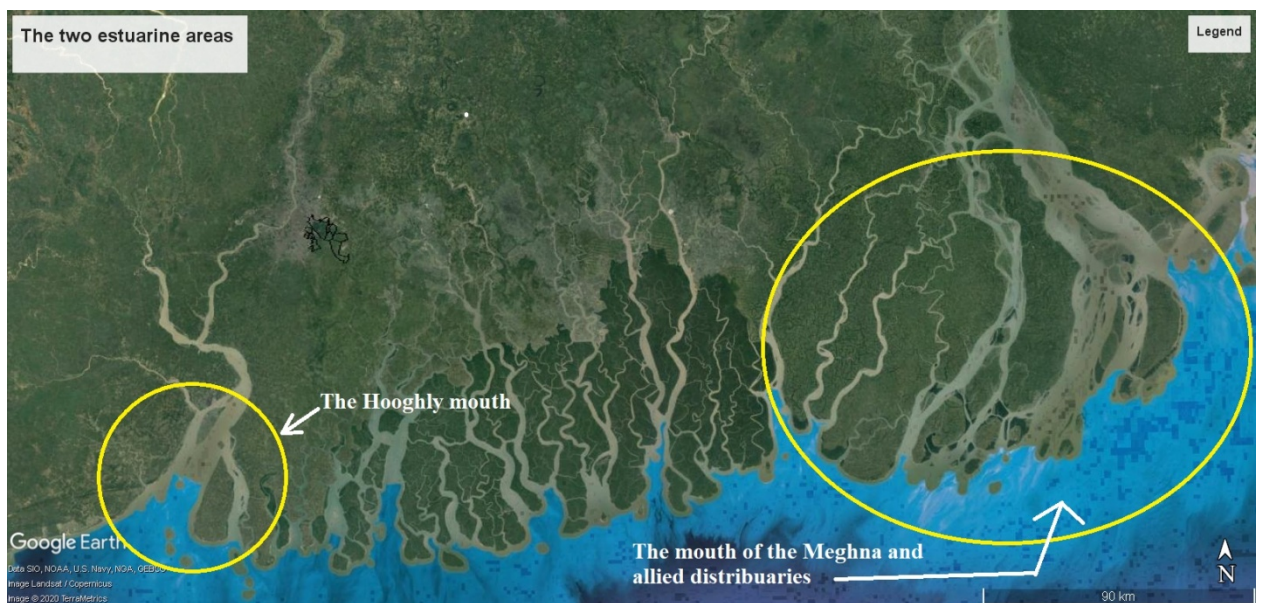 The two estuarine areas
Legend
The Hooghly mouth
The mouth of the Meghna and
allied distribuaries
Google Earth
Data SIO, NOAA, U.S. Navy, NGA, GEBCO
Image Landsat / Copernicus
Image © 2020 TerraMetrics
N
90 km